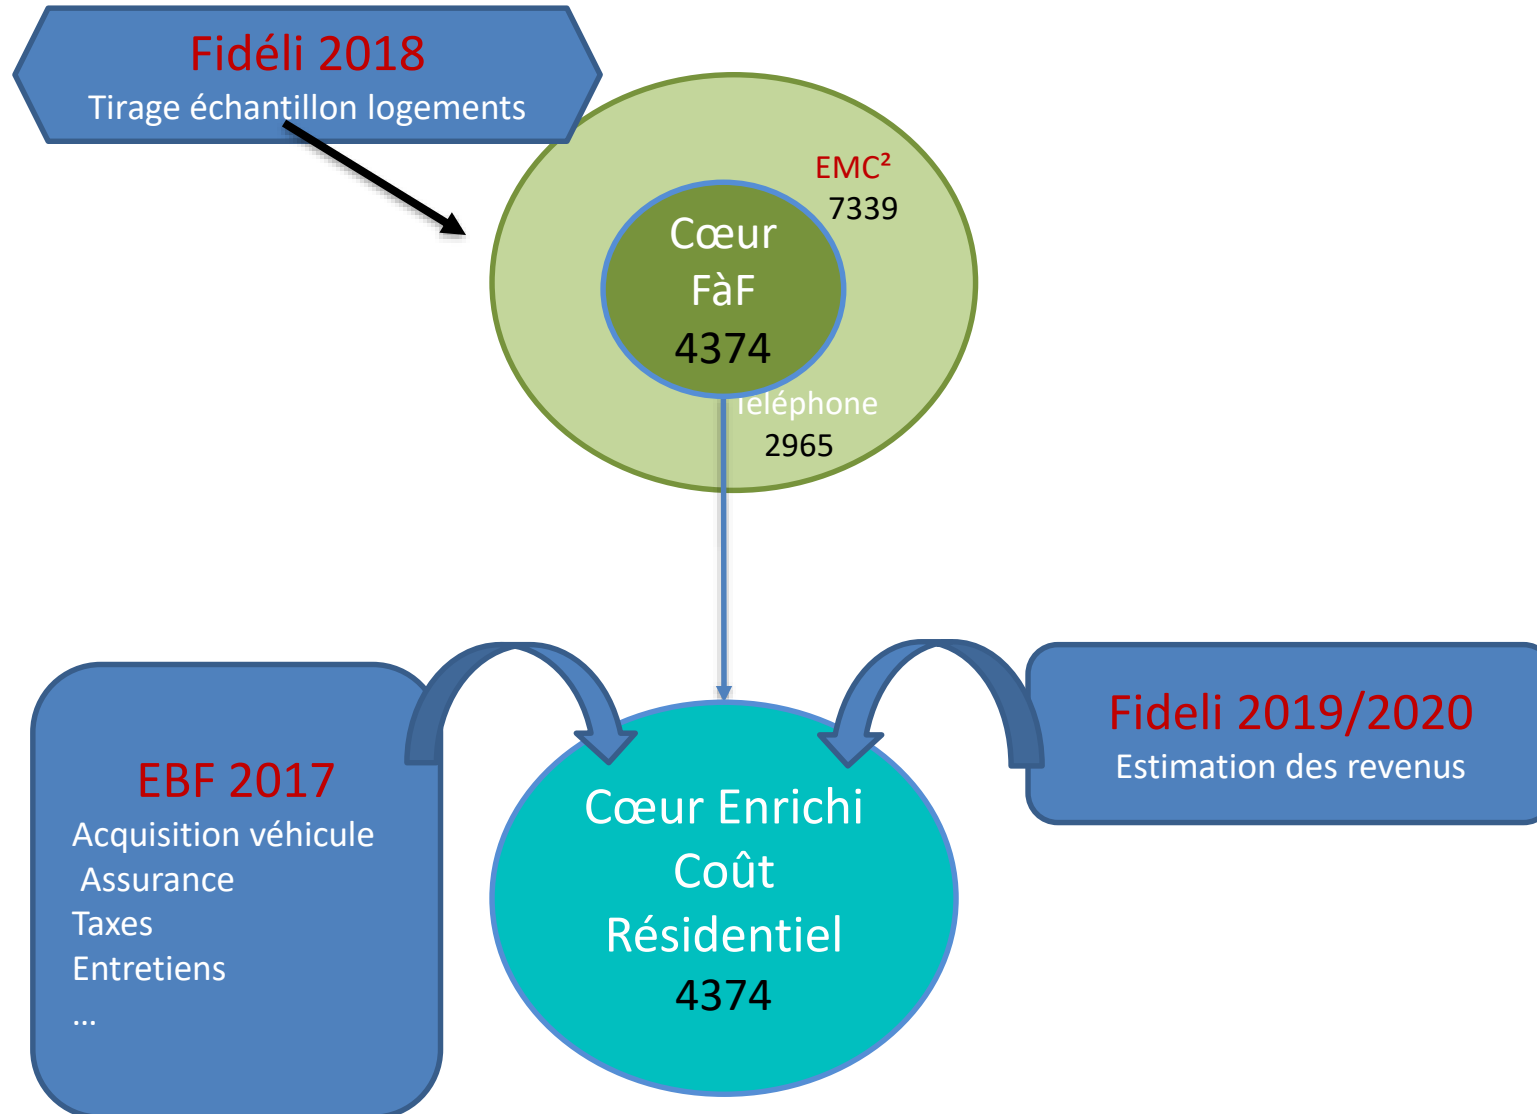 Fidéli 2018
Tirage échantillon logements
EMC²
7339
Cœur
FàF
4374
Téléphone
2965
EBF 2017
Acquisition véhicule
Assurance
Taxes
Entretiens
...
Fideli 2019/2020
Estimation des revenus
Cœur Enrichi
Coût
Résidentiel
4374